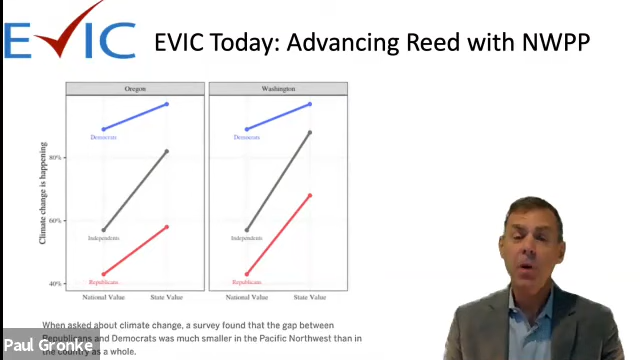 EVIC
EVIC Today: Advancing Reed with NWPP
Oregon
Washington
Climate change is happening
80%
60%
40%
Democrats
Independents
Republicans
Democrats
Independents
Republicans
National Value
State Value
National Value
State Value
When asked about climate change, a survey found that the gap between
Republicans and Democrats was much smaller in the Pacific Northwest than in
the country as a whole.
Paul Gronke